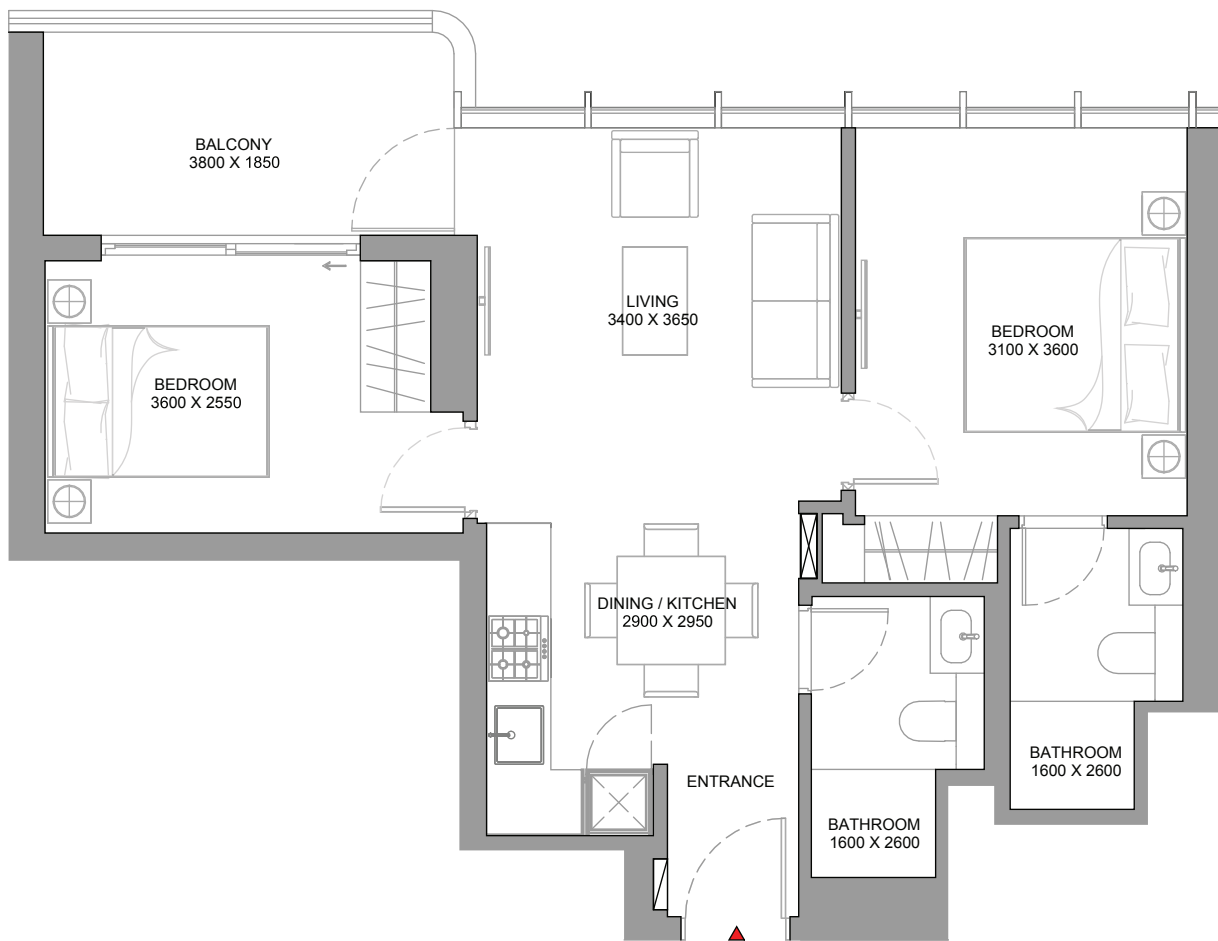 BALCONY
3800 X 1850
LIVING
3400 X 3650
BEDROOM
3100 X 3600
BEDROOM
3600 X 2550
DINING / KITCHEN
2900 X 2950
BATHROOM
1600 X 2600
ENTRANCE
BATHROOM
1600 X 2600